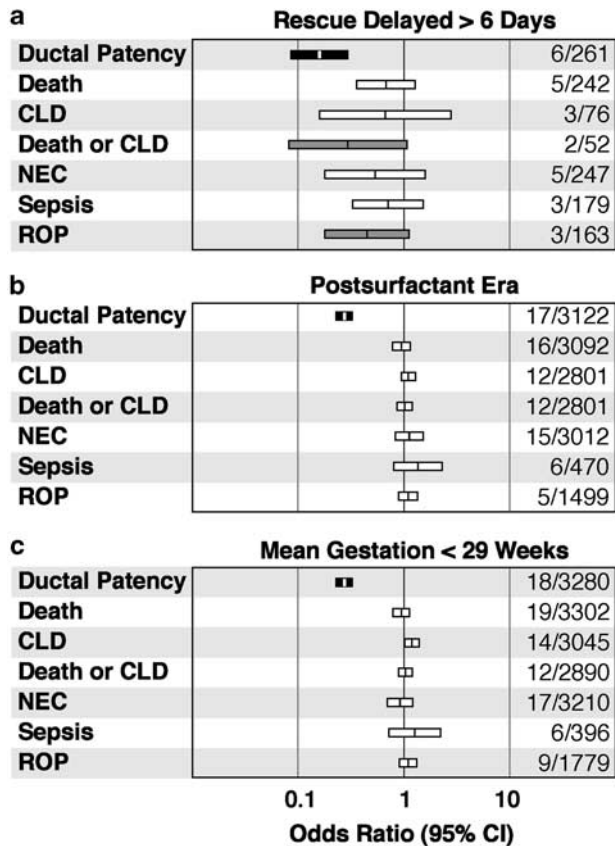 a Rescue Delayed > 6 Days
Ductal Patency 6/261
Death 5/242
CLD 3/76
Death or CLD 2/52
NEC 5/247
Sepsis 3/179
ROP 3/163
b Postsurfactant Era
Ductal Patency 17/3122
Death 16/3092
CLD 12/2801
Death or CLD 12/2801
NEC 15/3012
Sepsis 6/470
ROP 5/1499
c Mean Gestation < 29 Weeks
Ductal Patency 18/3280
Death 19/3302
CLD 14/3045
Death or CLD 12/2890
NEC 17/3210
Sepsis 6/396
ROP 9/1779
0.1 1 10
Odds Ratio (95% CI)